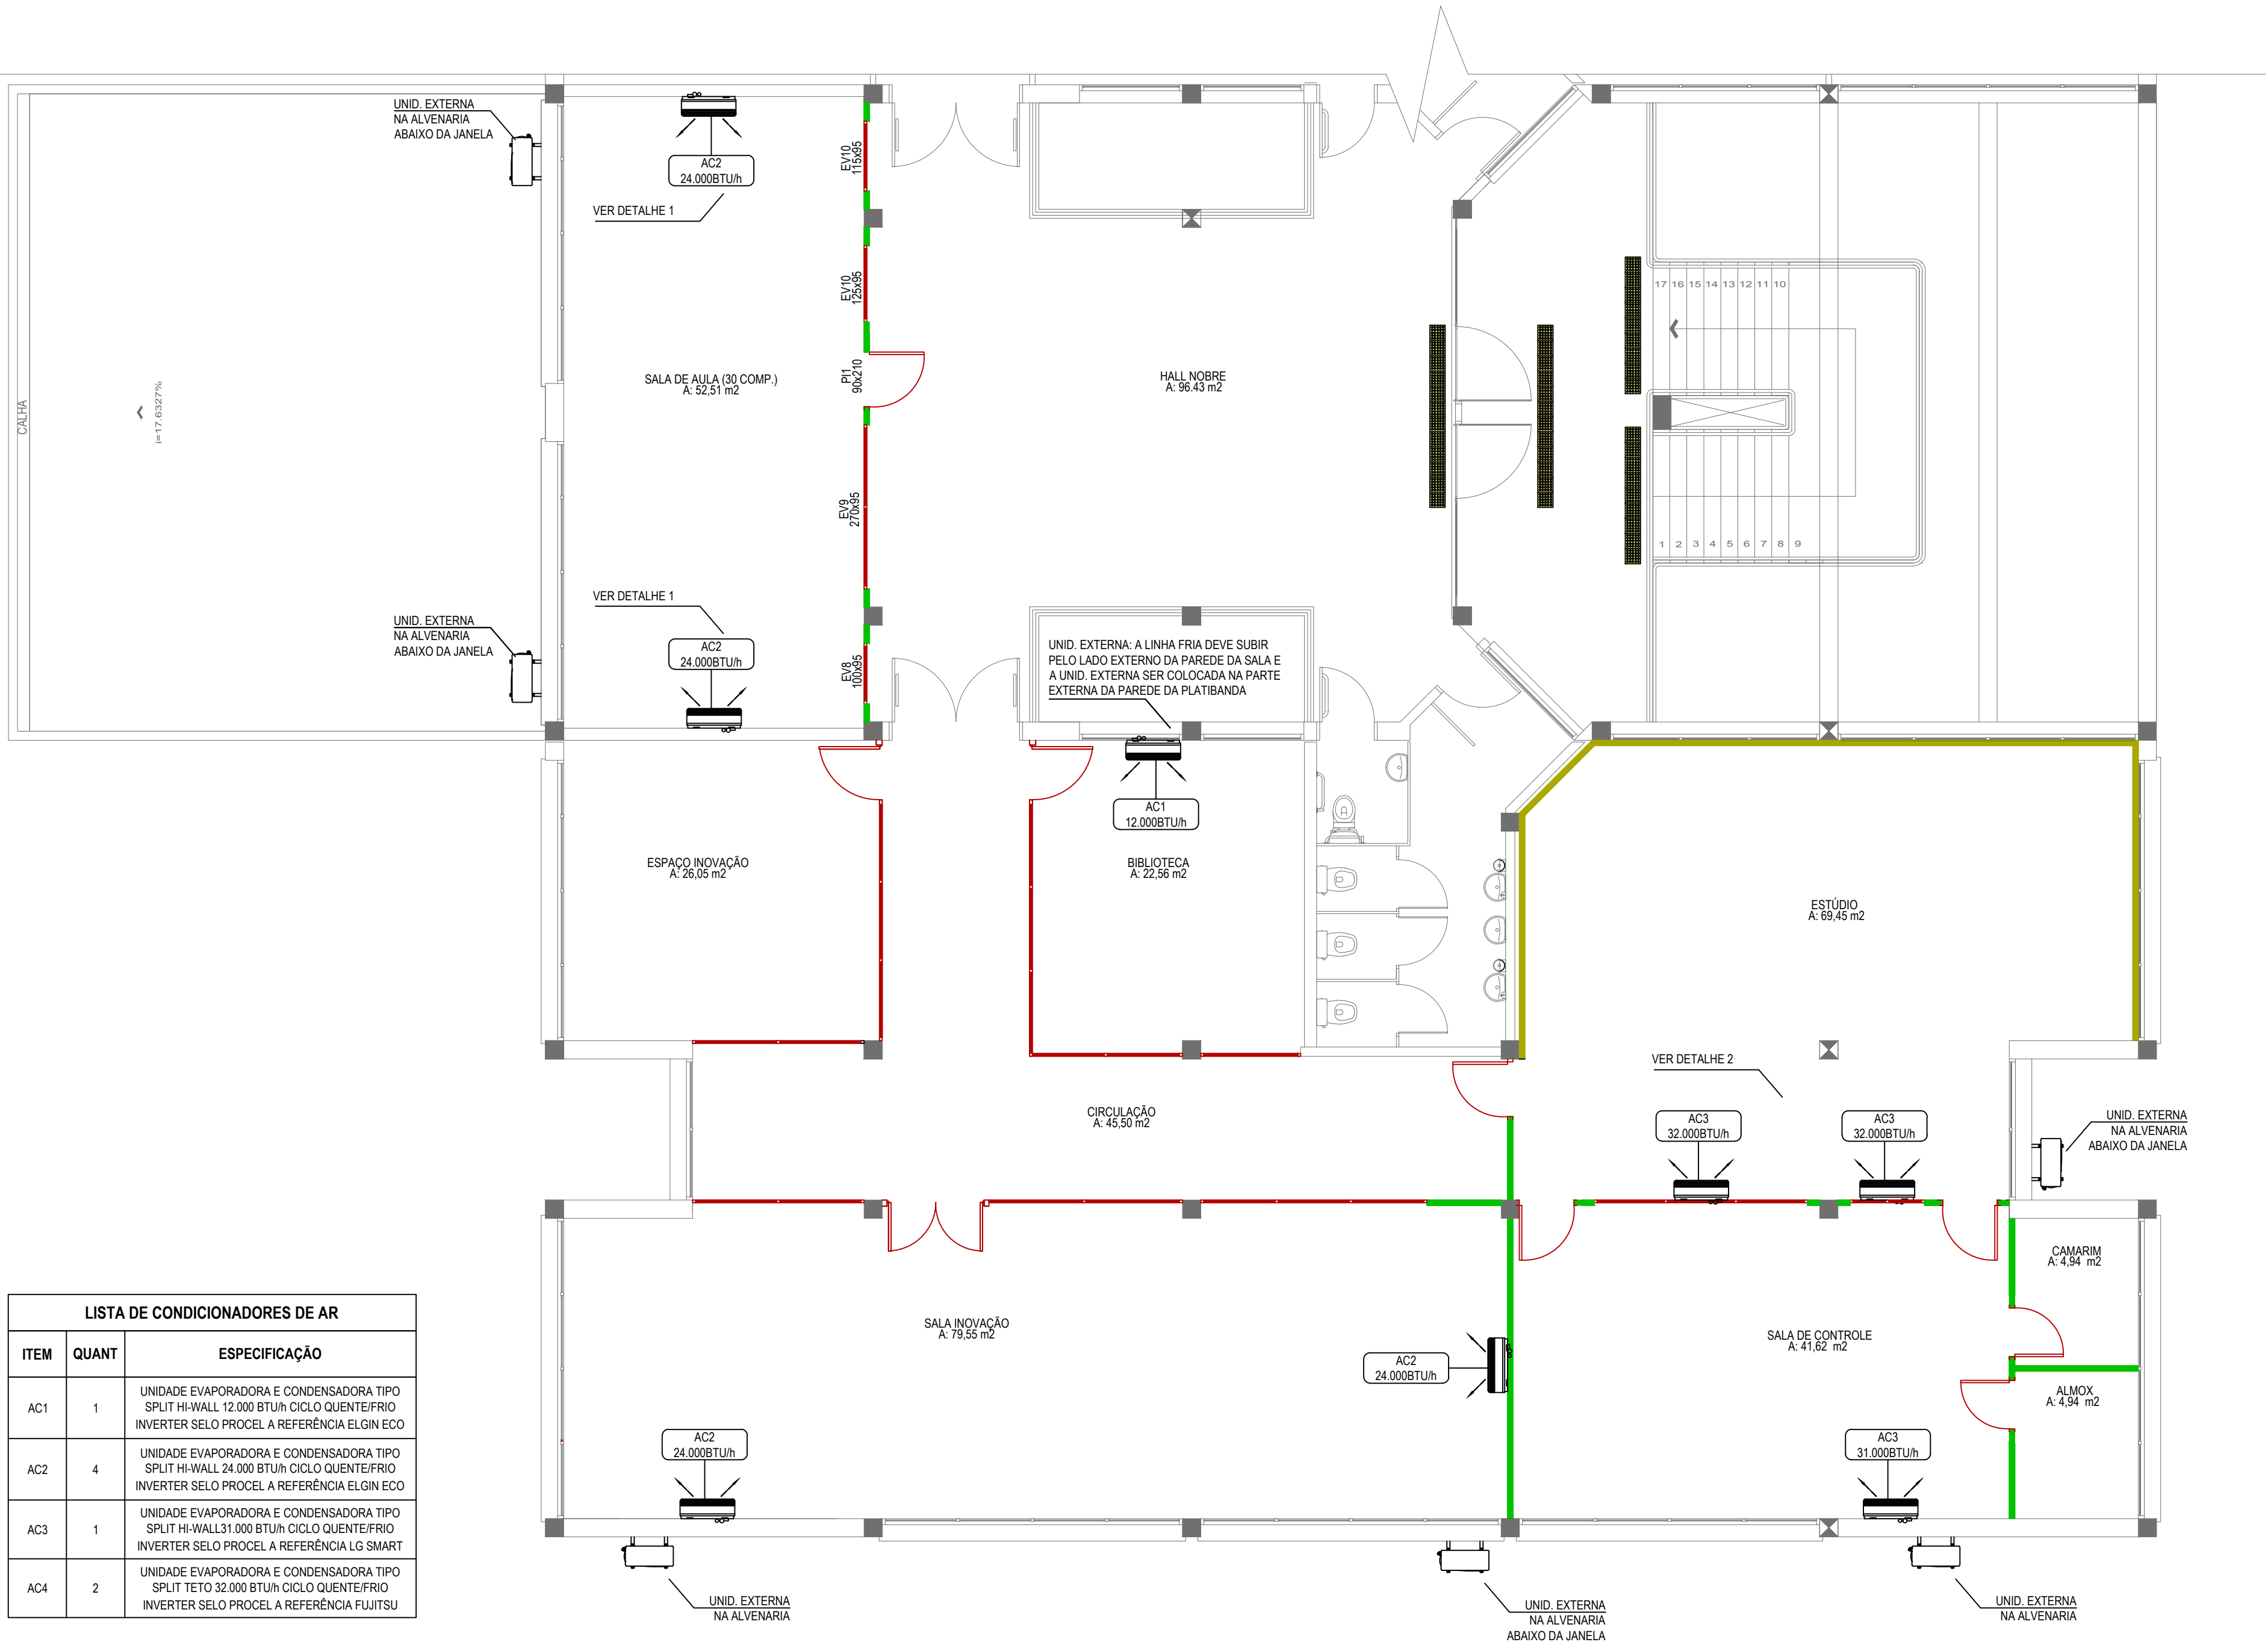 UNID. EXTERNA
NA ALVENARIA
ABAIXO DA JANELA
AC2
24.000BTU/h
VER DETALHE 1
EV10
115x95
EV10
125x95
PI1
90x210
EV9
270x95
EV8
100x95
CALHA
i=17.6327%
SALA DE AULA (30 COMP.)
A: 52,51 m2
HALL NOBRE
A: 96.43 m2
17 16 15 14 13 12 11 10
1 2 3 4 5 6 7 8 9
VER DETALHE 1
UNID. EXTERNA
NA ALVENARIA
ABAIXO DA JANELA
AC2
24.000BTU/h
UNID. EXTERNA: A LINHA FRIA DEVE SUBIR
PELO LADO EXTERNO DA PAREDE DA SALA E
A UNID. EXTERNA SER COLOCADA NA PARTE
EXTERNA DA PAREDE DA PLATIBANDA
AC1
12.000BTU/h
ESPAÇO INOVAÇÃO
A: 26,05 m2
BIBLIOTECA
A: 22,56 m2
ESTÚDIO
A: 69,45 m2
VER DETALHE 2
CIRCULAÇÃO
A: 45,50 m2
AC3
32.000BTU/h
AC3
32.000BTU/h
UNID. EXTERNA
NA ALVENARIA
ABAIXO DA JANELA
CAMARIM
A: 4,94 m2
SALA INOVAÇÃO
A: 79,55 m2
SALA DE CONTROLE
A: 41,62 m2
AC2
24.000BTU/h
ALMOX
A: 4,94 m2
AC2
24.000BTU/h
AC3
31.000BTU/h
UNID. EXTERNA
NA ALVENARIA
UNID. EXTERNA
NA ALVENARIA
ABAIXO DA JANELA
UNID. EXTERNA
NA ALVENARIA
LISTA DE CONDICIONADORES DE AR
ITEM QUANT ESPECIFICAÇÃO
AC1 1 UNIDADE EVAPORADORA E CONDENSADORA TIPO
SPLIT HI-WALL 12.000 BTU/h CICLO QUENTE/FRIO
INVERTER SELO PROCEL A REFERÊNCIA ELGIN ECO
AC2 4 UNIDADE EVAPORADORA E CONDENSADORA TIPO
SPLIT HI-WALL 24.000 BTU/h CICLO QUENTE/FRIO
INVERTER SELO PROCEL A REFERÊNCIA ELGIN ECO
AC3 1 UNIDADE EVAPORADORA E CONDENSADORA TIPO
SPLIT HI-WALL31.000 BTU/h CICLO QUENTE/FRIO
INVERTER SELO PROCEL A REFERÊNCIA LG SMART
AC4 2 UNIDADE EVAPORADORA E CONDENSADORA TIPO
SPLIT TETO 32.000 BTU/h CICLO QUENTE/FRIO
INVERTER SELO PROCEL A REFERÊNCIA FUJITSU